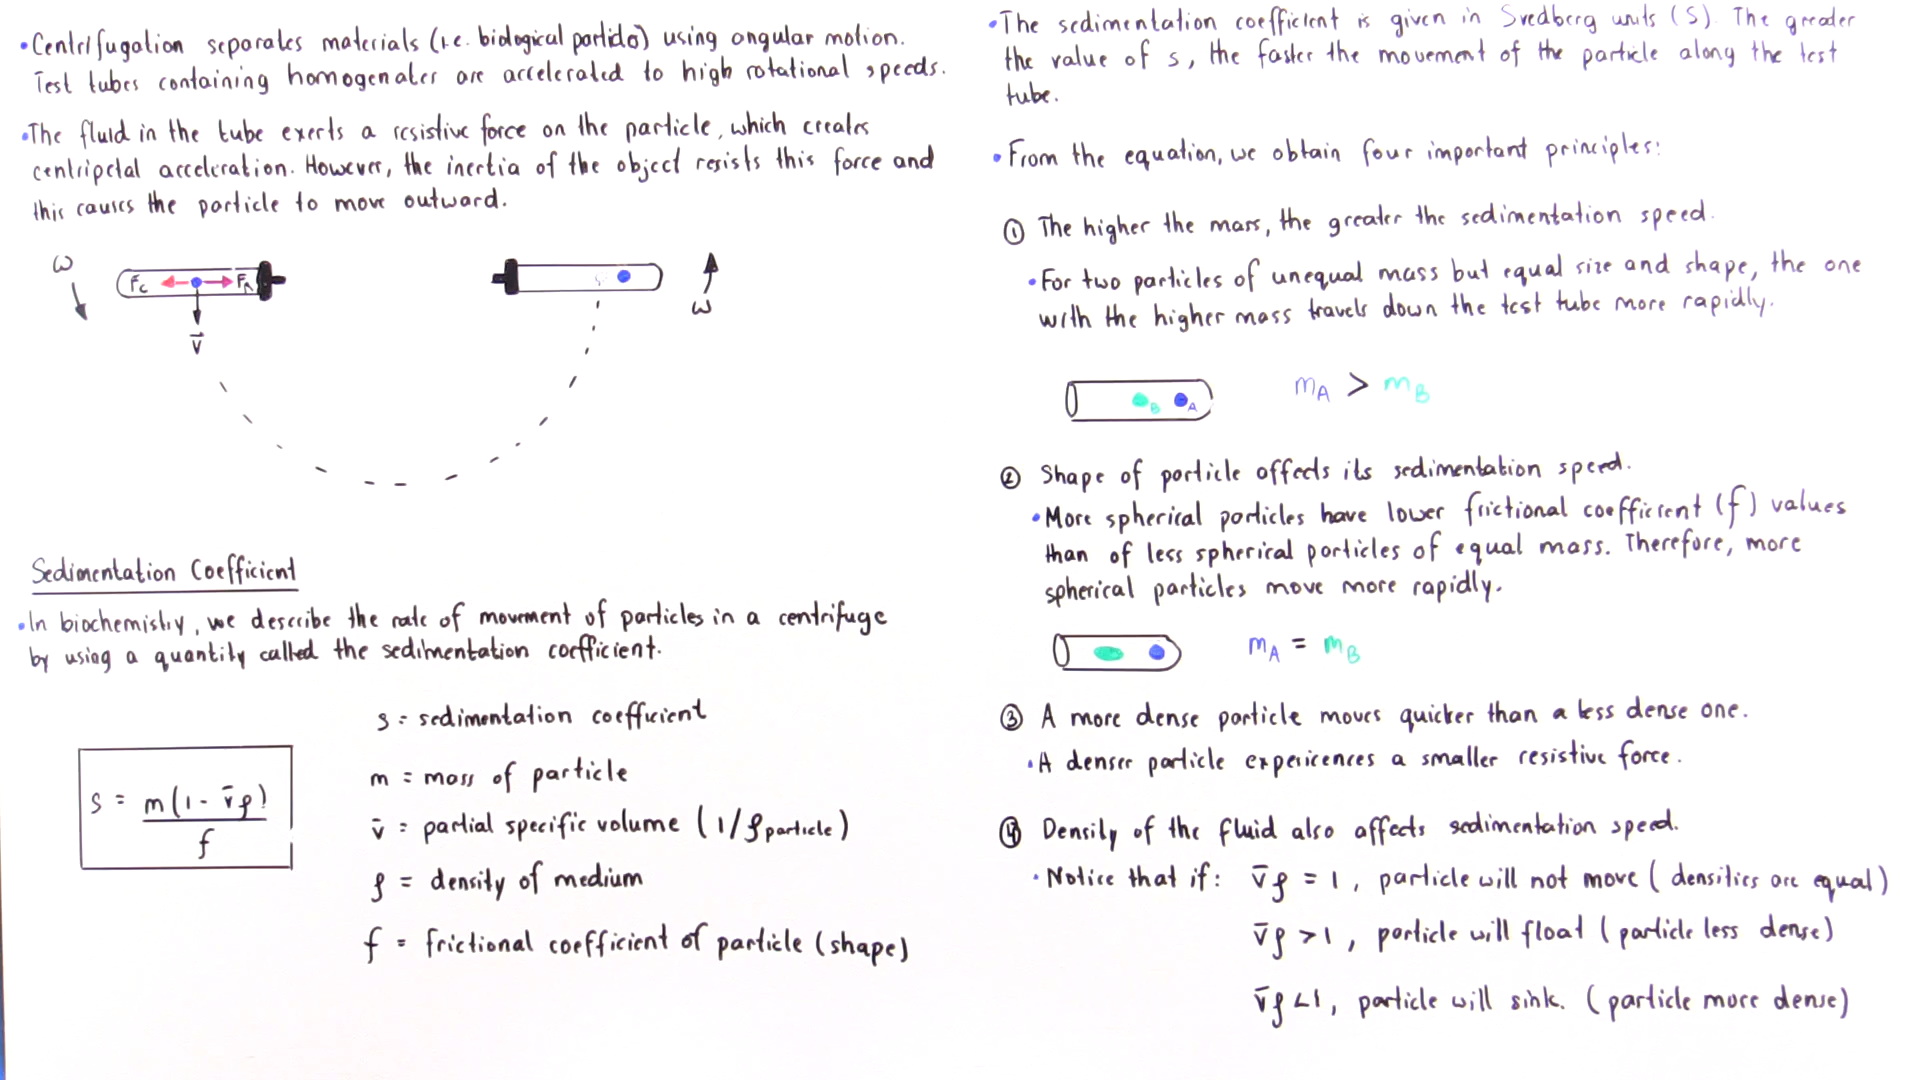 •Centrifugation separates materials (i.e. biological particles) using angular motion.
Test tubes containing homogenates are accelerated to high rotational speeds.
•The fluid in the tube exerts a resistive force on the particle, which creates
centripetal acceleration. However, the inertia of the object resists this force and
this causes the particle to move outward.
ω
Fc
FR
v⃗
ω
Sedimentation Coefficient
•In biochemistry, we describe the rate of movement of particles in a centrifuge
by using a quantity called the sedimentation coefficient.
s = m(1 - v̄ρ) / f
s = sedimentation coefficient
m = mass of particle
v̄ = partial specific volume (1/ρparticle)
ρ = density of medium
f = frictional coefficient of particle (shape)
•The sedimentation coefficient is given in Svedberg units (S). The greater
the value of s, the faster the movement of the particle along the test
tube.
•From the equation, we obtain four important principles:
① The higher the mass, the greater the sedimentation speed.
•For two particles of unequal mass but equal size and shape, the one
with the higher mass travels down the test tube more rapidly.
B A
mA > mB
② Shape of particle affects its sedimentation speed.
•More spherical particles have lower frictional coefficient (f) values
than of less spherical particles of equal mass. Therefore, more
spherical particles move more rapidly.
mA = mB
③ A more dense particle moves quicker than a less dense one.
•A denser particle experiences a smaller resistive force.
④ Density of the fluid also affects sedimentation speed.
•Notice that if: v̄ρ = 1, particle will not move (densities are equal)
v̄ρ > 1, particle will float (particle less dense)
v̄ρ < 1, particle will sink. (particle more dense)